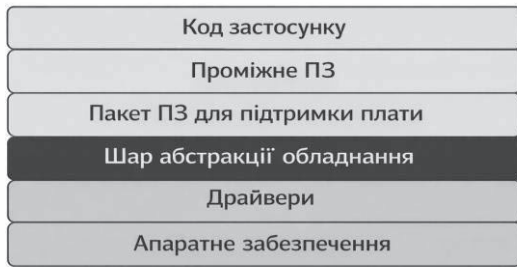 Код застосунку
Проміжне ПЗ
Пакет ПЗ для підтримки плати
Шар абстракції обладнання
Драйвери
Апаратне забезпечення